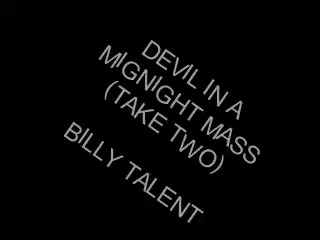 DEVIL IN A
MIGNIGHT MASS
(TAKE TWO)
BILLY TALENT